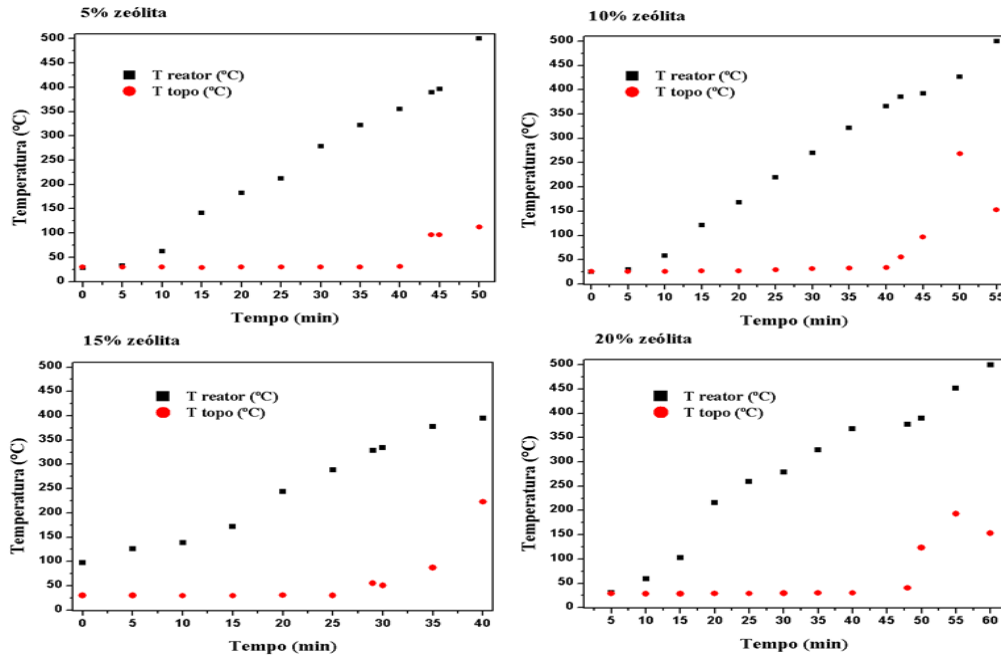 5% zeólita
500
450
400
350
300
250
200
150
100
50
0
Temperatura (ºC)
T reator (ºC)
T topo (ºC)
0 5 10 15 20 25 30 35 40 45 50
Tempo (min)
10% zeólita
500
450
400
350
300
250
200
150
100
50
0
Temperatura (ºC)
T reator (ºC)
T topo (ºC)
0 5 10 15 20 25 30 35 40 45 50 55
Tempo (min)
15% zeólita
500
450
400
350
300
250
200
150
100
50
0
Temperatura (ºC)
T reator (ºC)
T topo (ºC)
0 5 10 15 20 25 30 35 40
Tempo (min)
20% zeólita
500
450
400
350
300
250
200
150
100
50
0
Temperatura (ºC)
T reator (ºC)
T topo (ºC)
5 10 15 20 25 30 35 40 45 50 55 60
Tempo (min)